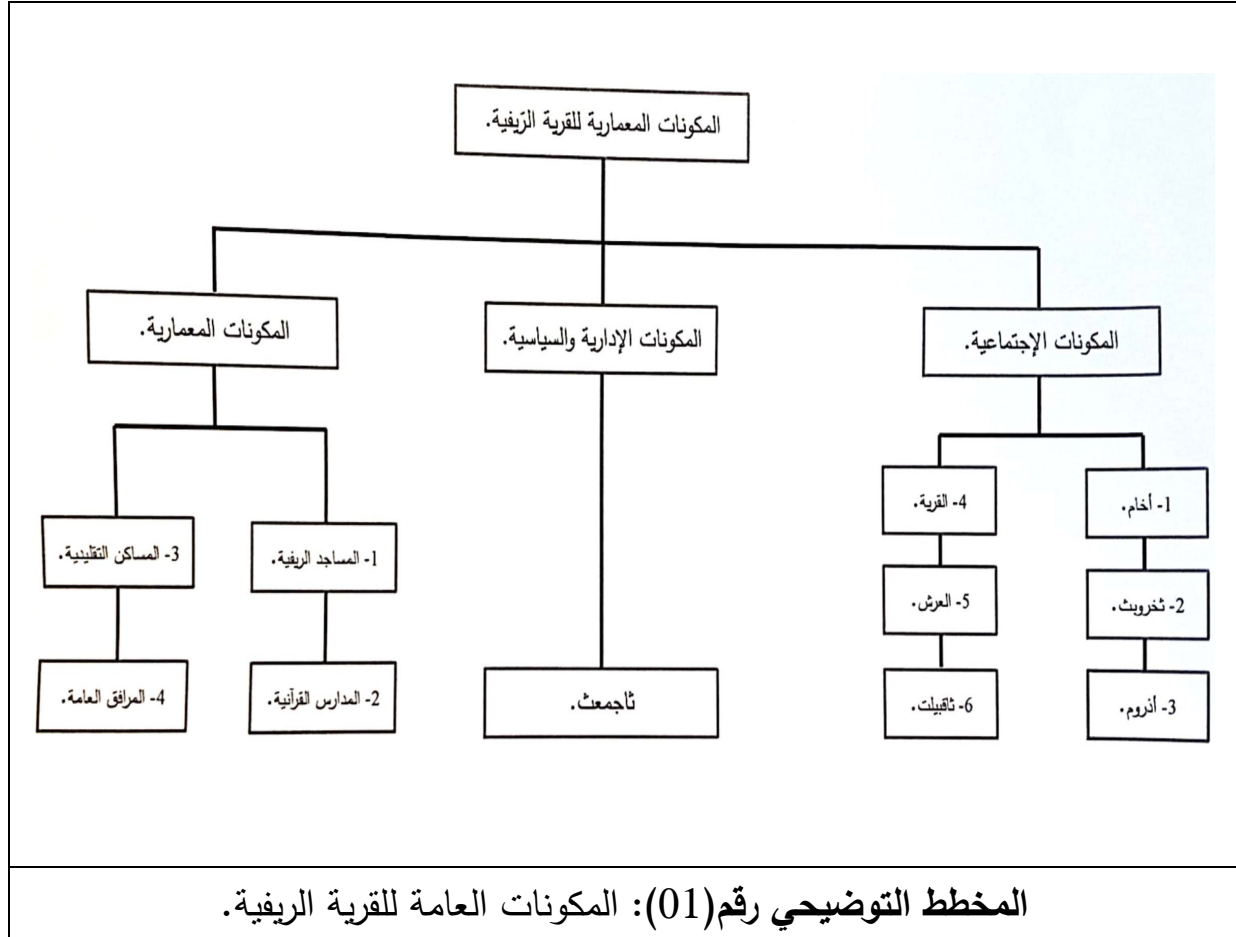 المكونات المعمارية للقرية الرّيفية.
المكونات الإجتماعية.
المكونات الإدارية والسياسية.
المكونات المعمارية.
1- أخام.
2- ثخروبث.
3- أذروم.
4- القرية.
5- العرش.
6- ثاقبيلت.
ثاجمعث.
1- المساجد الريفية.
2- المدارس القرآنية.
3- المساكن التقليدية.
4- المرافق العامة.
المخطط التوضيحي رقم(01): المكونات العامة للقرية الريفية.